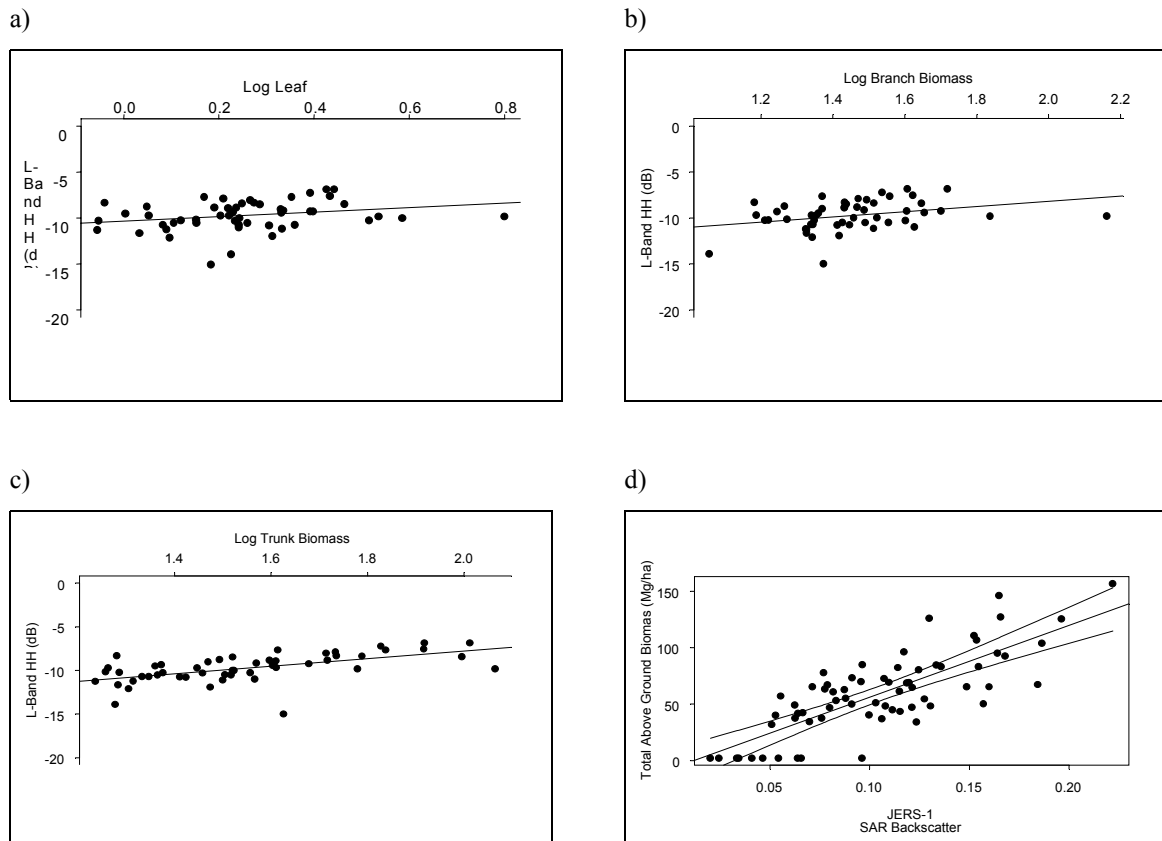 a)
Log Leaf
0.0 0.2 0.4 0.6 0.8
0
-5
-10
-15
-20
L-
Ba
nd
H
H
(d
b)
Log Branch Biomass
1.2 1.4 1.6 1.8 2.0 2.2
0
-5
-10
-15
-20
L-Band HH (dB)
c)
Log Trunk Biomass
1.4 1.6 1.8 2.0
0
-5
-10
-15
-20
L-Band HH (dB)
d)
Total Above Ground Biomas (Mg/ha)
150
100
50
0
0.05 0.10 0.15 0.20
JERS-1
SAR Backscatter